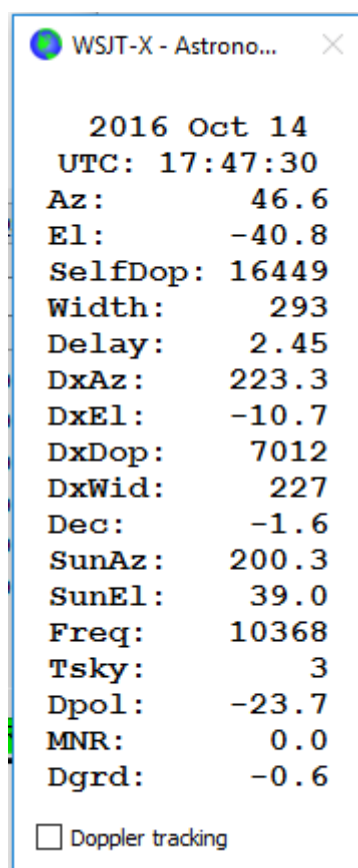 WSJT-X - Astrono...
2016 Oct 14
UTC: 17:47:30
Az: 46.6
El: -40.8
SelfDop: 16449
Width: 293
Delay: 2.45
DxAz: 223.3
DxEl: -10.7
DxDop: 7012
DxWid: 227
Dec: -1.6
SunAz: 200.3
SunEl: 39.0
Freq: 10368
Tsky: 3
Dpol: -23.7
MNR: 0.0
Dgrd: -0.6
Doppler tracking